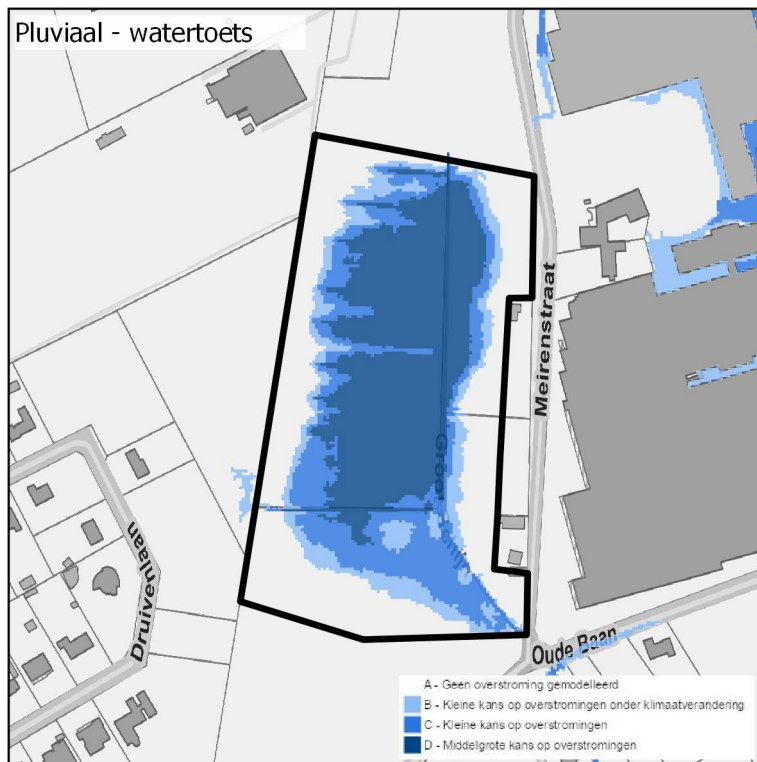 Pluviaal - watertoets
Meirenstraat
Druivenlaan
Oude Baan
A - Geen overstroming gemodelleerd
B - Kleine kans op overstromingen onder klimaatverandering
C - Kleine kans op overstromingen
D - Middelgrote kans op overstromingen